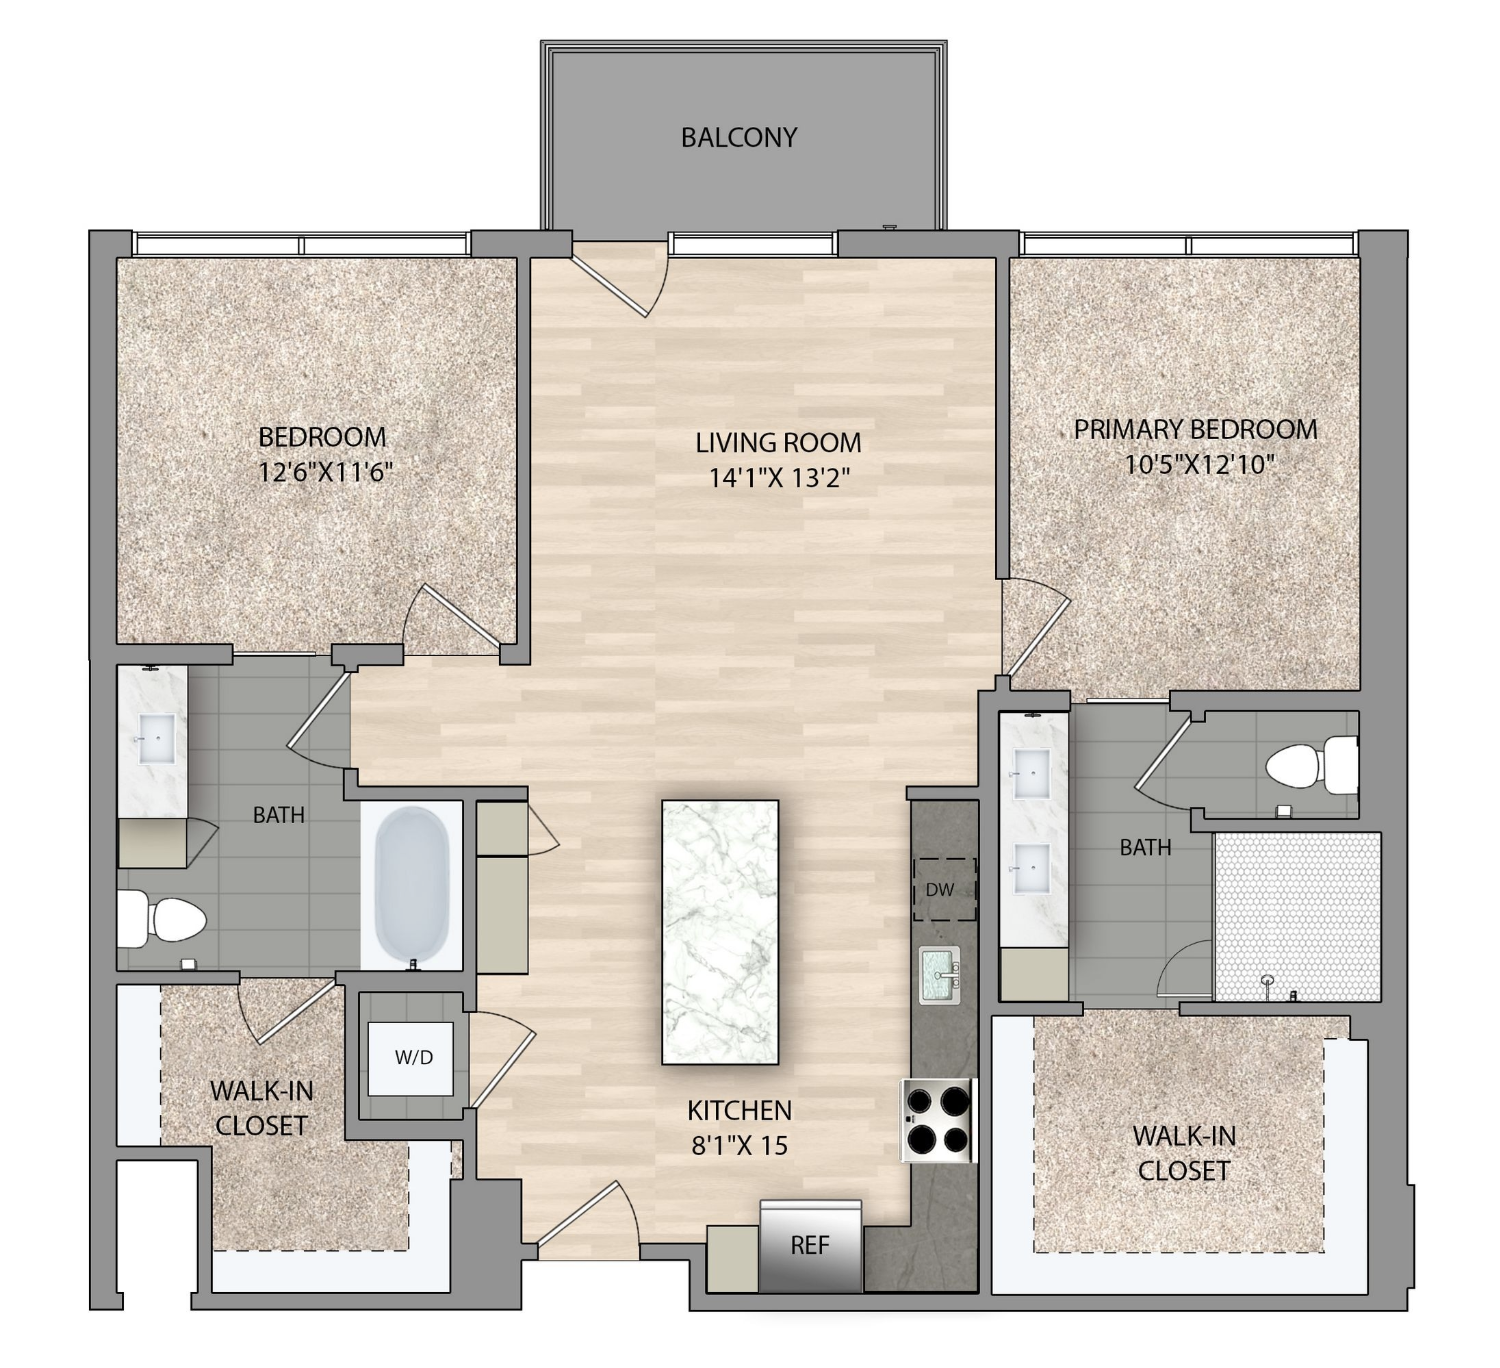 BALCONY
BEDROOM
12'6"X11'6"
LIVING ROOM
14'1"X 13'2"
PRIMARY BEDROOM
10'5"X12'10"
BATH
BATH
DW
W/D
WALK-IN
CLOSET
KITCHEN
8'1"X 15
WALK-IN
CLOSET
REF